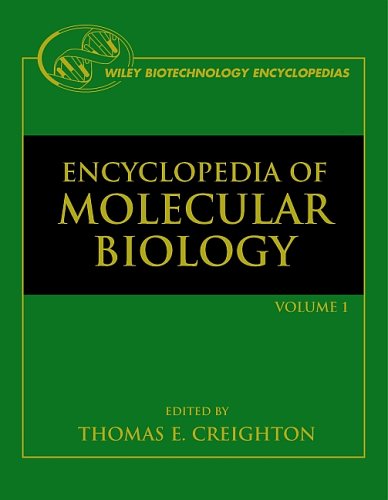 WILEY BIOTECHNOLOGY ENCYCLOPEDIAS
ENCYCLOPEDIA OF
MOLECULAR
BIOLOGY
VOLUME 1
EDITED BY
THOMAS E. CREIGHTON